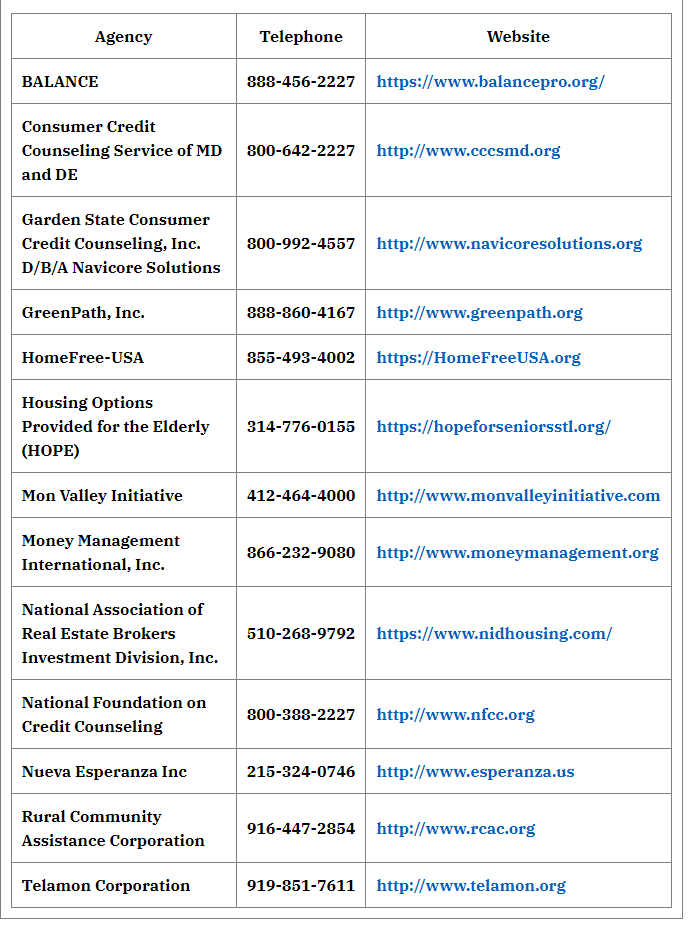 Agency Telephone Website
BALANCE 888-456-2227 https://www.balancepro.org/
Consumer Credit
Counseling Service of MD 800-642-2227 http://www.cccsmd.org
and DE
Garden State Consumer
Credit Counseling, Inc. 800-992-4557 http://www.navicoresolutions.org
D/B/A Navicore Solutions
GreenPath, Inc. 888-860-4167 http://www.greenpath.org
HomeFree-USA 855-493-4002 https://HomeFreeUSA.org
Housing Options
Provided for the Elderly 314-776-0155 https://hopeforseniorsstl.org/
(HOPE)
Mon Valley Initiative 412-464-4000 http://www.monvalleyinitiative.com
Money Management
International, Inc. 866-232-9080 http://www.moneymanagement.org
National Association of
Real Estate Brokers 510-268-9792 https://www.nidhousing.com/
Investment Division, Inc.
National Foundation on
Credit Counseling 800-388-2227 http://www.nfcc.org
Nueva Esperanza Inc 215-324-0746 http://www.esperanza.us
Rural Community
Assistance Corporation 916-447-2854 http://www.rcac.org
Telamon Corporation 919-851-7611 http://www.telamon.org